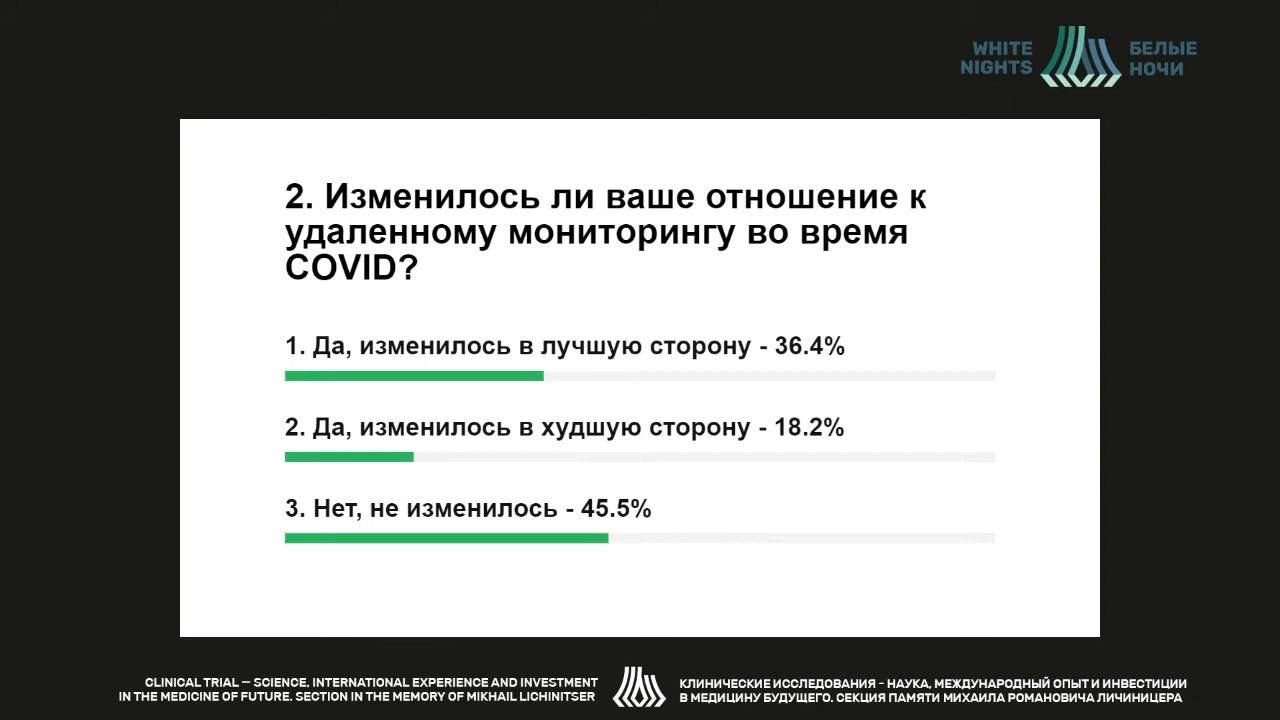 WHITE
NIGHTS
БЕЛЫЕ
НОЧИ
2. Изменилось ли ваше отношение к
удаленному мониторингу во время
COVID?
1. Да, изменилось в лучшую сторону - 36.4%
2. Да, изменилось в худшую сторону - 18.2%
3. Нет, не изменилось - 45.5%
CLINICAL TRIAL – SCIENCE, INTERNATIONAL EXPERIENCE AND INVESTMENT
IN THE MEDICINE OF FUTURE. SECTION IN THE MEMORY OF MIKHAIL LICHINITSER
КЛИНИЧЕСКИЕ ИССЛЕДОВАНИЯ - НАУКА, МЕЖДУНАРОДНЫЙ ОПЫТ И ИНВЕСТИЦИИ
В МЕДИЦИНУ БУДУЩЕГО. СЕКЦИЯ ПАМЯТИ МИХАИЛА РОМАНОВИЧА ЛИЧИНИЦЕРА